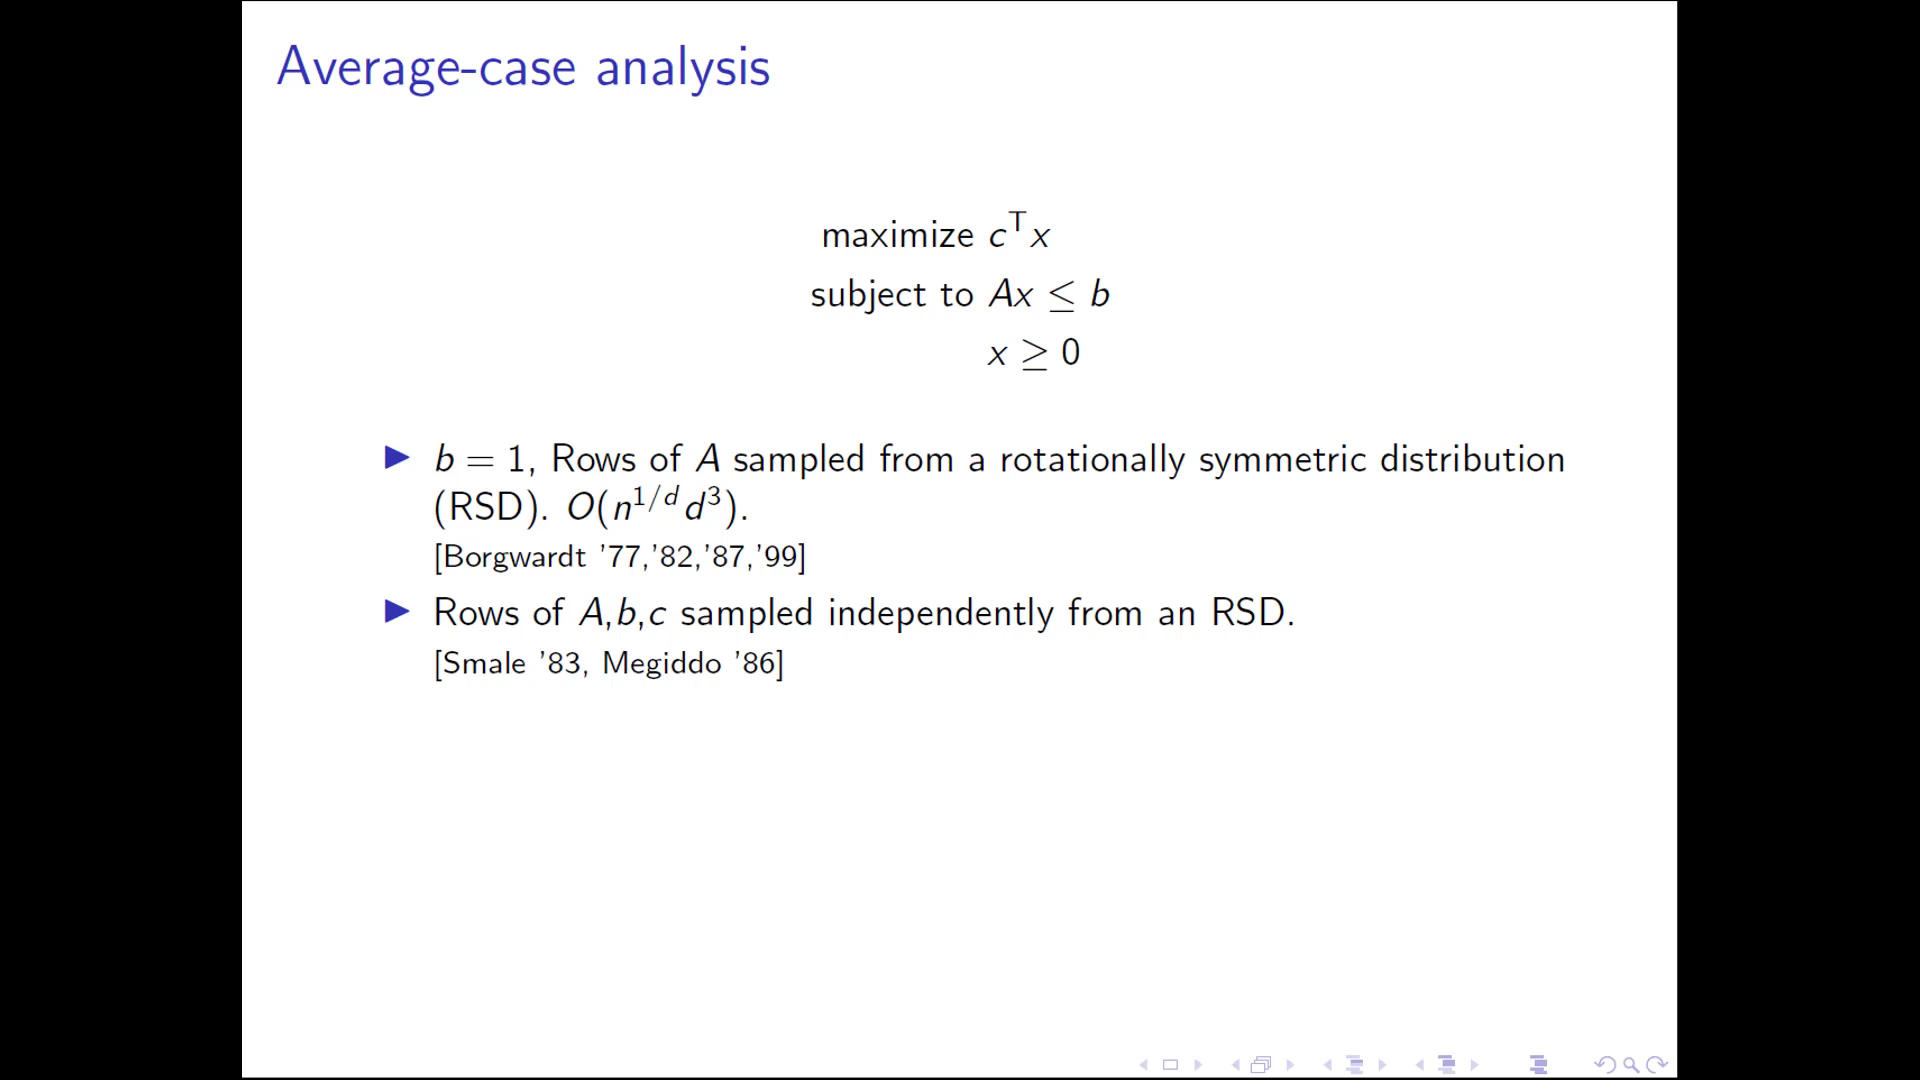 Average-case analysis
maximize c^⊤x
subject to Ax ≤ b
x ≥ 0
▶ b = 1, Rows of A sampled from a rotationally symmetric distribution
(RSD). O(n^{1/d}d^3).
[Borgwardt ’77,’82,’87,’99]
▶ Rows of A,b,c sampled independently from an RSD.
[Smale ’83, Megiddo ’86]